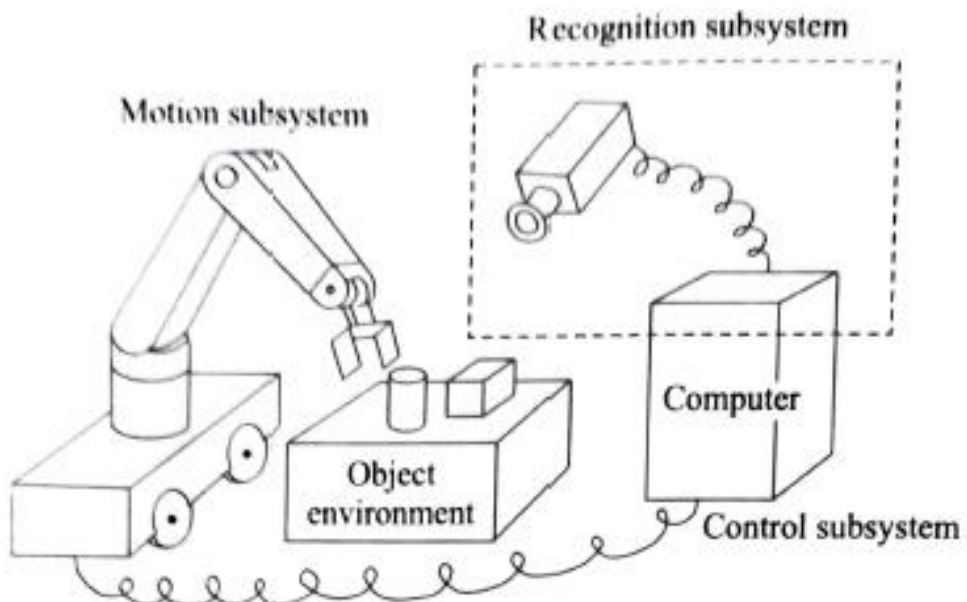 Recognition subsystem
Motion subsystem
Computer
Object
environment
Control subsystem